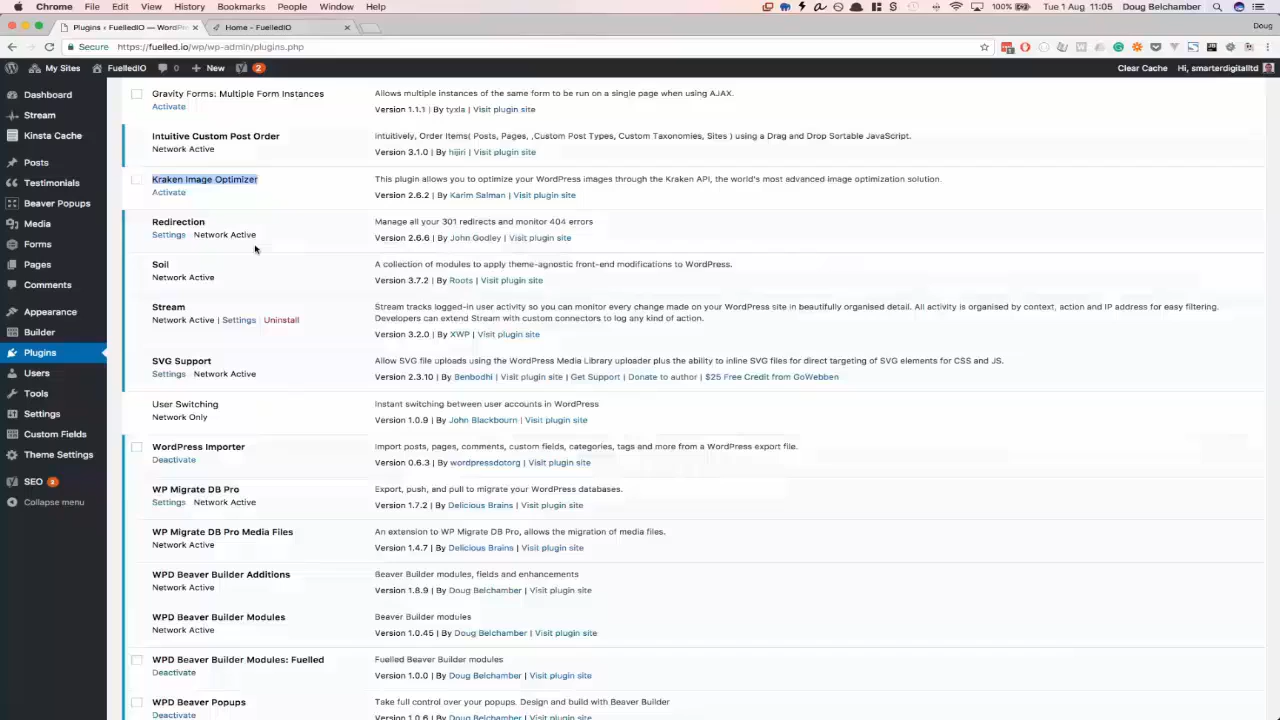 Chrome File Edit View History Bookmarks People Window Help 100% Tue 1 Aug 11:05 Doug Belchamber
Plugins ‹ FuelledIO — WordPr × Home - FuelledIO × Doug
Secure https://fuelled.io/wp/wp-admin/plugins.php
My Sites FuelledIO 0 + New 2 Clear Cache Hi, smarterdigitalltd
Dashboard
Stream
Kinsta Cache
Posts
Testimonials
Beaver Popups
Media
Forms
Pages
Comments
Appearance
Builder
Plugins
Users
Tools
Settings
Custom Fields
Theme Settings
SEO
Collapse menu
Gravity Forms: Multiple Form Instances
Activate
Allows multiple instances of the same form to be run on a single page when using AJAX.
Version 1.1.1 | By tyxla | Visit plugin site
Intuitive Custom Post Order
Network Active
Intuitively, Order Items( Posts, Pages, ,Custom Post Types, Custom Taxonomies, Sites ) using a Drag and Drop Sortable JavaScript.
Version 3.1.0 | By hijiri | Visit plugin site
Kraken Image Optimizer
Activate
This plugin allows you to optimize your WordPress images through the Kraken API, the world's most advanced image optimization solution.
Version 2.6.2 | By Karim Salman | Visit plugin site
Redirection
Settings Network Active
Manage all your 301 redirects and monitor 404 errors
Version 2.6.6 | By John Godley | Visit plugin site
Soil
Network Active
A collection of modules to apply theme-agnostic front-end modifications to WordPress.
Version 3.7.2 | By Roots | Visit plugin site
Stream
Network Active | Settings | Uninstall
Stream tracks logged-in user activity so you can monitor every change made on your WordPress site in beautifully organised detail. All activity is organised by context, action and IP address for easy filtering.
Developers can extend Stream with custom connectors to log any kind of action.
Version 3.2.0 | By XWP | Visit plugin site
SVG Support
Settings Network Active
Allow SVG file uploads using the WordPress Media Library uploader plus the ability to inline SVG files for direct targeting of SVG elements for CSS and JS.
Version 2.3.10 | By Benbodhi | Visit plugin site | Get Support | Donate to author | $25 Free Credit from GoWebben
User Switching
Network Only
Instant switching between user accounts in WordPress
Version 1.0.9 | By John Blackbourn | Visit plugin site
WordPress Importer
Deactivate
Import posts, pages, comments, custom fields, categories, tags and more from a WordPress export file.
Version 0.6.3 | By wordpressdotorg | Visit plugin site
WP Migrate DB Pro
Settings Network Active
Export, push, and pull to migrate your WordPress databases.
Version 1.7.2 | By Delicious Brains | Visit plugin site
WP Migrate DB Pro Media Files
Network Active
An extension to WP Migrate DB Pro, allows the migration of media files.
Version 1.4.7 | By Delicious Brains | Visit plugin site
WPD Beaver Builder Additions
Network Active
Beaver Builder modules, fields and enhancements
Version 1.8.9 | By Doug Belchamber | Visit plugin site
WPD Beaver Builder Modules
Network Active
Beaver Builder modules
Version 1.0.45 | By Doug Belchamber | Visit plugin site
WPD Beaver Builder Modules: Fuelled
Deactivate
Fuelled Beaver Builder modules
Version 1.0.0 | By Doug Belchamber | Visit plugin site
WPD Beaver Popups
Deactivate
Take full control over your popups. Design and build with Beaver Builder
Version 1.0.6 | By Doug Belchamber | Visit plugin site